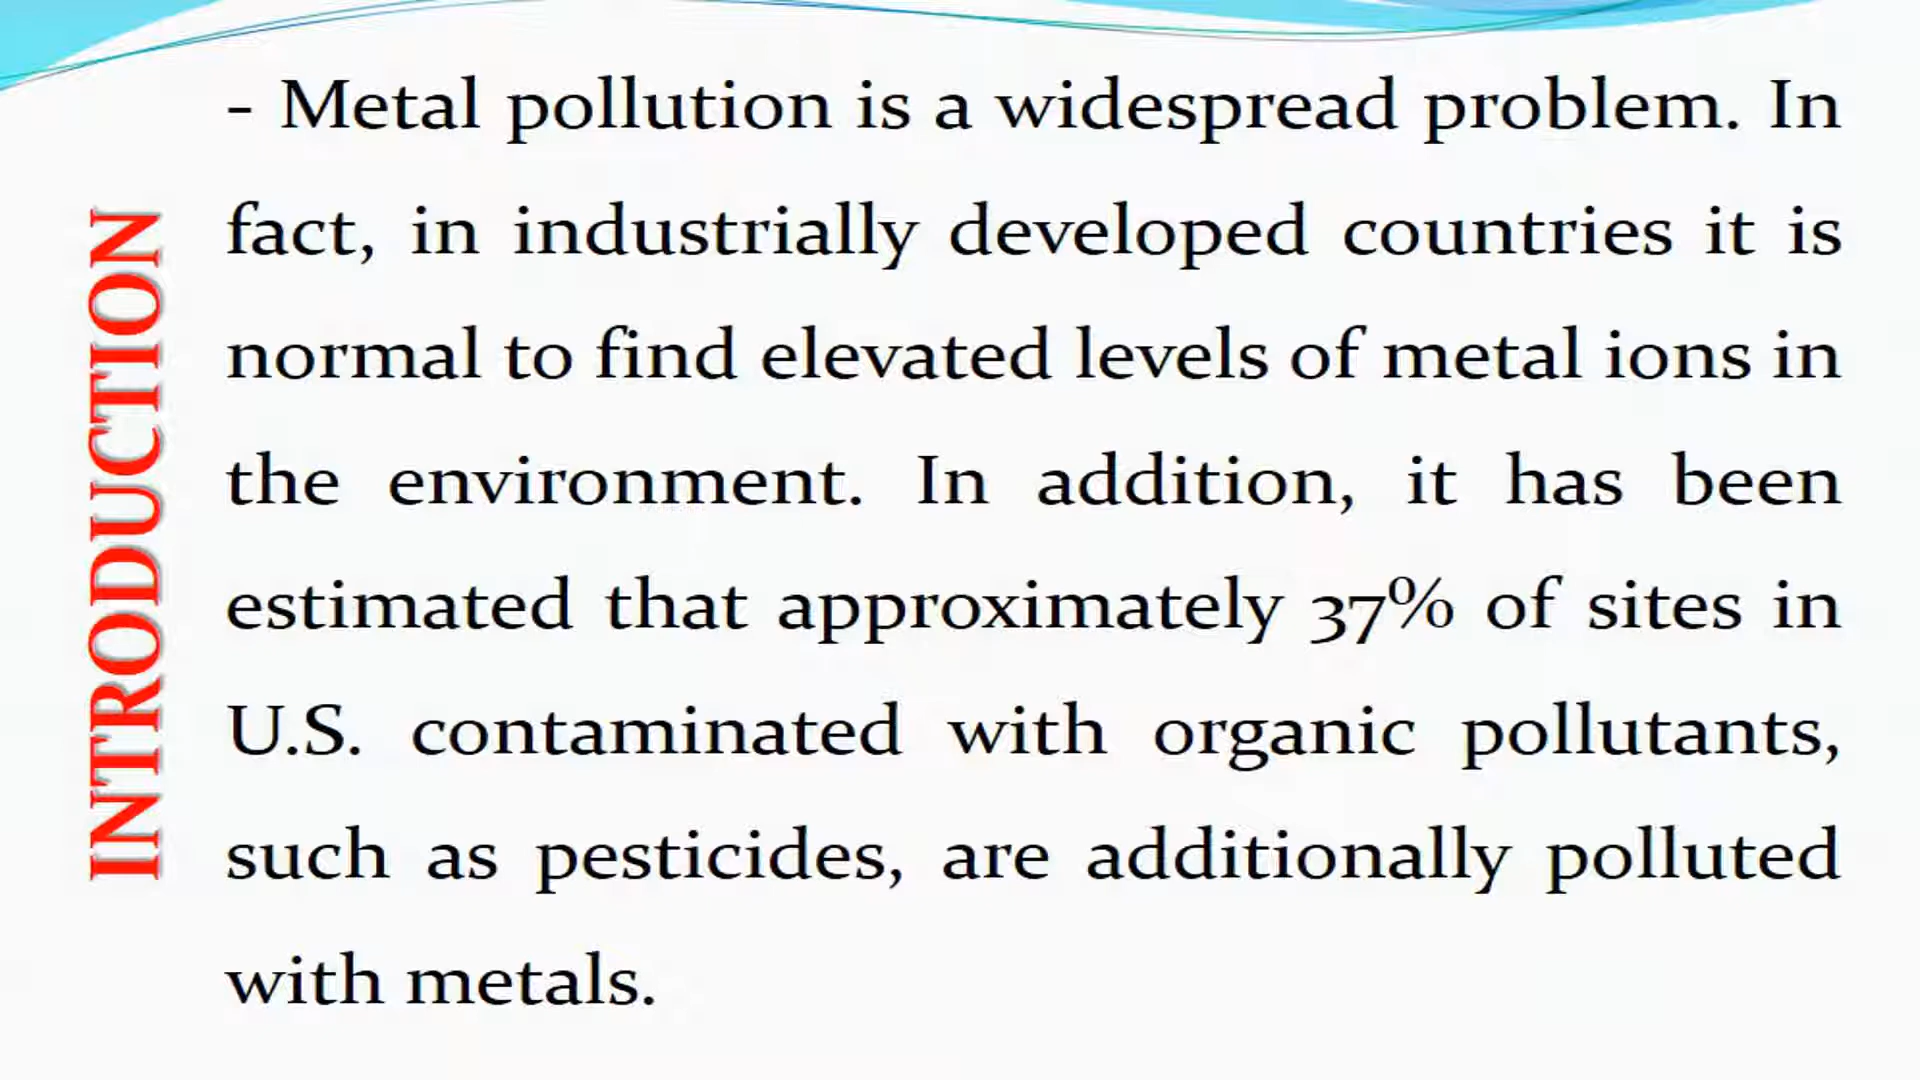 INTRODUCTION
- Metal pollution is a widespread problem. In
fact, in industrially developed countries it is
normal to find elevated levels of metal ions in
the environment. In addition, it has been
estimated that approximately 37% of sites in
U.S. contaminated with organic pollutants,
such as pesticides, are additionally polluted
with metals.